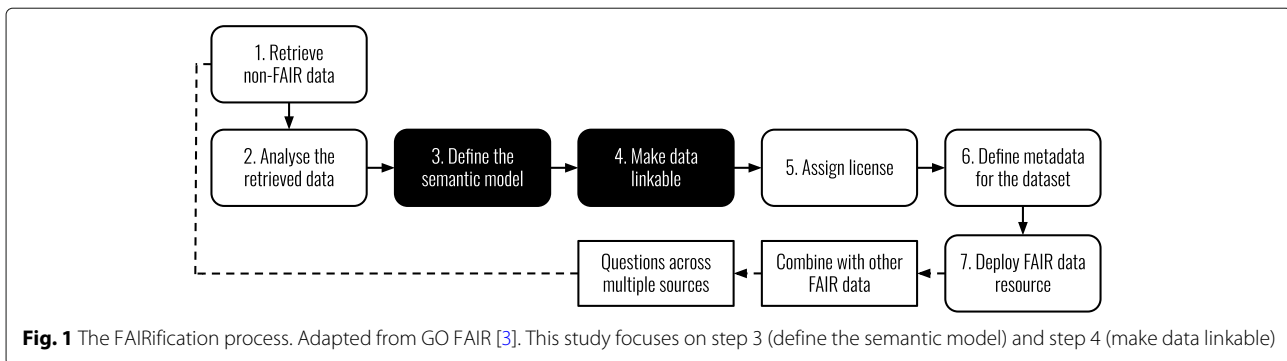 1. Retrieve
non-FAIR data
2. Analyse the
retrieved data
3. Define the
semantic model
4. Make data
linkable
5. Assign license
6. Define metadata
for the dataset
7. Deploy FAIR data
resource
Combine with other
FAIR data
Questions across
multiple sources
Fig. 1 The FAIRification process. Adapted from GO FAIR [3]. This study focuses on step 3 (define the semantic model) and step 4 (make data linkable)